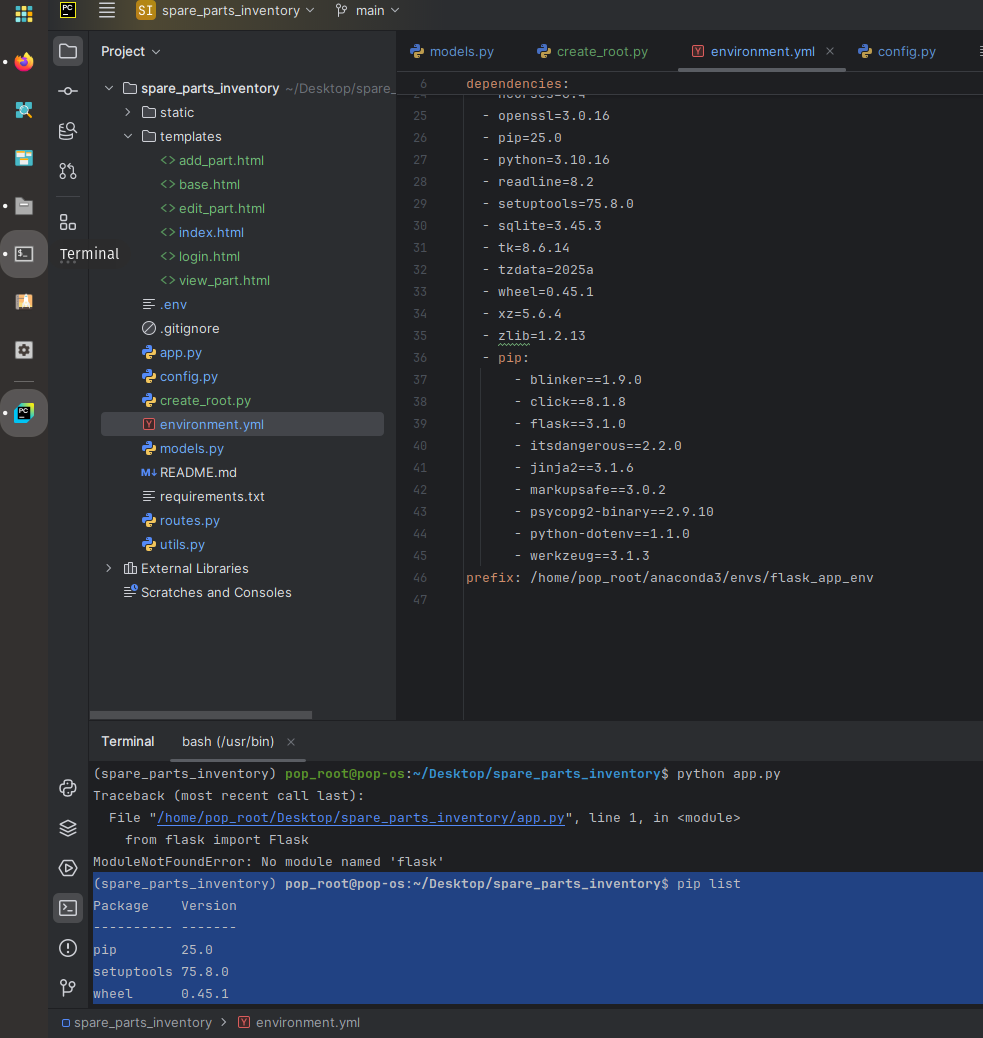 PC SI spare_parts_inventory main
Project
models.py create_root.py environment.yml config.py
spare_parts_inventory ~/Desktop/spare_
static
templates
add_part.html
base.html
edit_part.html
index.html
login.html
view_part.html
.env
.gitignore
app.py
config.py
create_root.py
environment.yml
models.py
M↓ README.md
requirements.txt
routes.py
utils.py
External Libraries
Scratches and Consoles
Terminal
PC
6 dependencies:
25 - openssl=3.0.16
26 - pip=25.0
27 - python=3.10.16
28 - readline=8.2
29 - setuptools=75.8.0
30 - sqlite=3.45.3
31 - tk=8.6.14
32 - tzdata=2025a
33 - wheel=0.45.1
34 - xz=5.6.4
35 - zlib=1.2.13
36 - pip:
37 - blinker==1.9.0
38 - click==8.1.8
39 - flask==3.1.0
40 - itsdangerous==2.2.0
41 - jinja2==3.1.6
42 - markupsafe==3.0.2
43 - psycopg2-binary==2.9.10
44 - python-dotenv==1.1.0
45 - werkzeug==3.1.3
46 prefix: /home/pop_root/anaconda3/envs/flask_app_env
47
Terminal bash (/usr/bin)
(spare_parts_inventory) pop_root@pop-os:~/Desktop/spare_parts_inventory$ python app.py
Traceback (most recent call last):
File "/home/pop_root/Desktop/spare_parts_inventory/app.py", line 1, in <module>
from flask import Flask
ModuleNotFoundError: No module named 'flask'
(spare_parts_inventory) pop_root@pop-os:~/Desktop/spare_parts_inventory$ pip list
Package Version
---------- -------
pip 25.0
setuptools 75.8.0
wheel 0.45.1
spare_parts_inventory > environment.yml